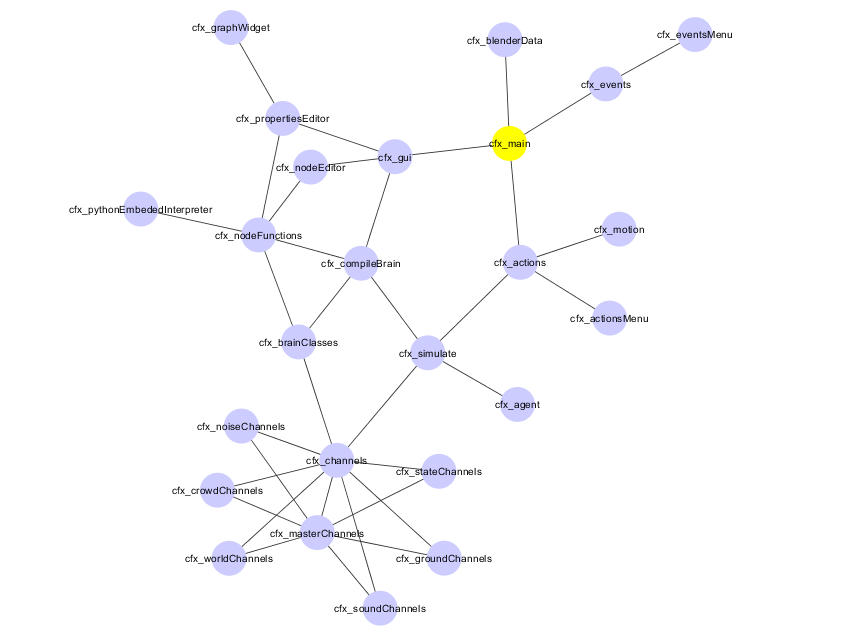 cfx_graphWidget
cfx_blenderData
cfx_eventsMenu
cfx_events
cfx_propertiesEditor
cfx_main
cfx_gui
cfx_nodeEditor
cfx_pythonEmbededInterpreter
cfx_motion
cfx_nodeFunctions
cfx_actions
cfx_compileBrain
cfx_actionsMenu
cfx_brainClasses
cfx_simulate
cfx_agent
cfx_noiseChannels
cfx_channels
cfx_stateChannels
cfx_crowdChannels
cfx_masterChannels
cfx_worldChannels
cfx_groundChannels
cfx_soundChannels